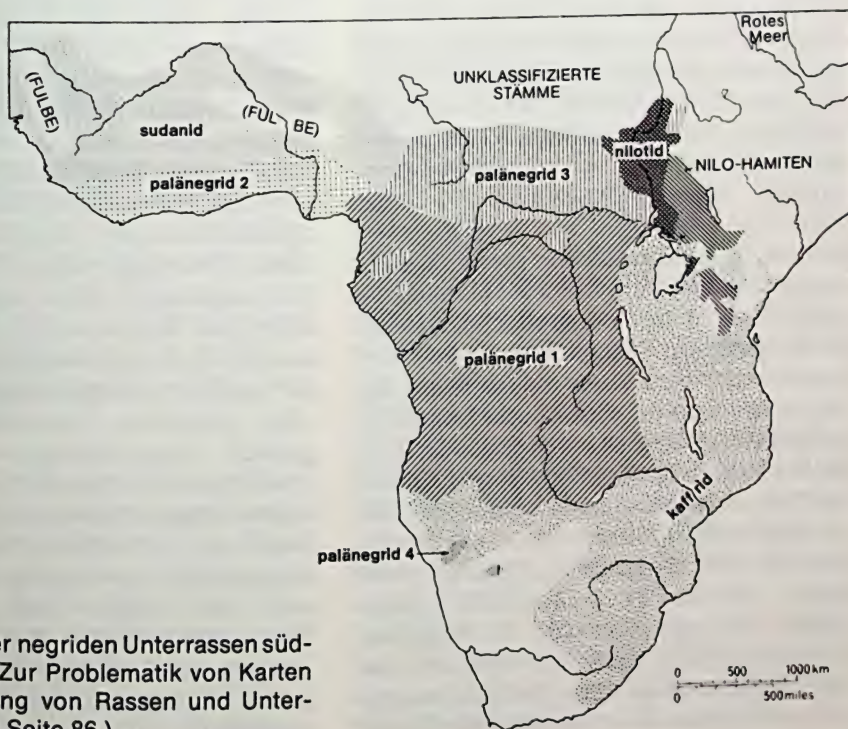 Rotes
Meer
UNKLASSIFIZIERTE
STÄMME
(FULBE)
(FUL BE)
sudanid
nilotid
NILO-HAMITEN
palänegrid 2
palänegrid 3
palänegrid 1
kaffrid
palänegrid 4
er negriden Unterrassen süd-
Zur Problematik von Karten
ng von Rassen und Unter-
Seite 86.)
0 500 1000 km
0 500 miles